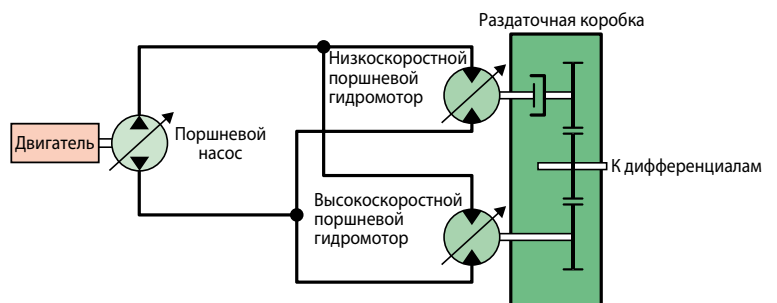 Раздаточная коробка
Низкоскоростной
поршневой
гидромотор
Двигатель
Поршневой
насос
К дифференциалам
Высокоскоростной
поршневой
гидромотор